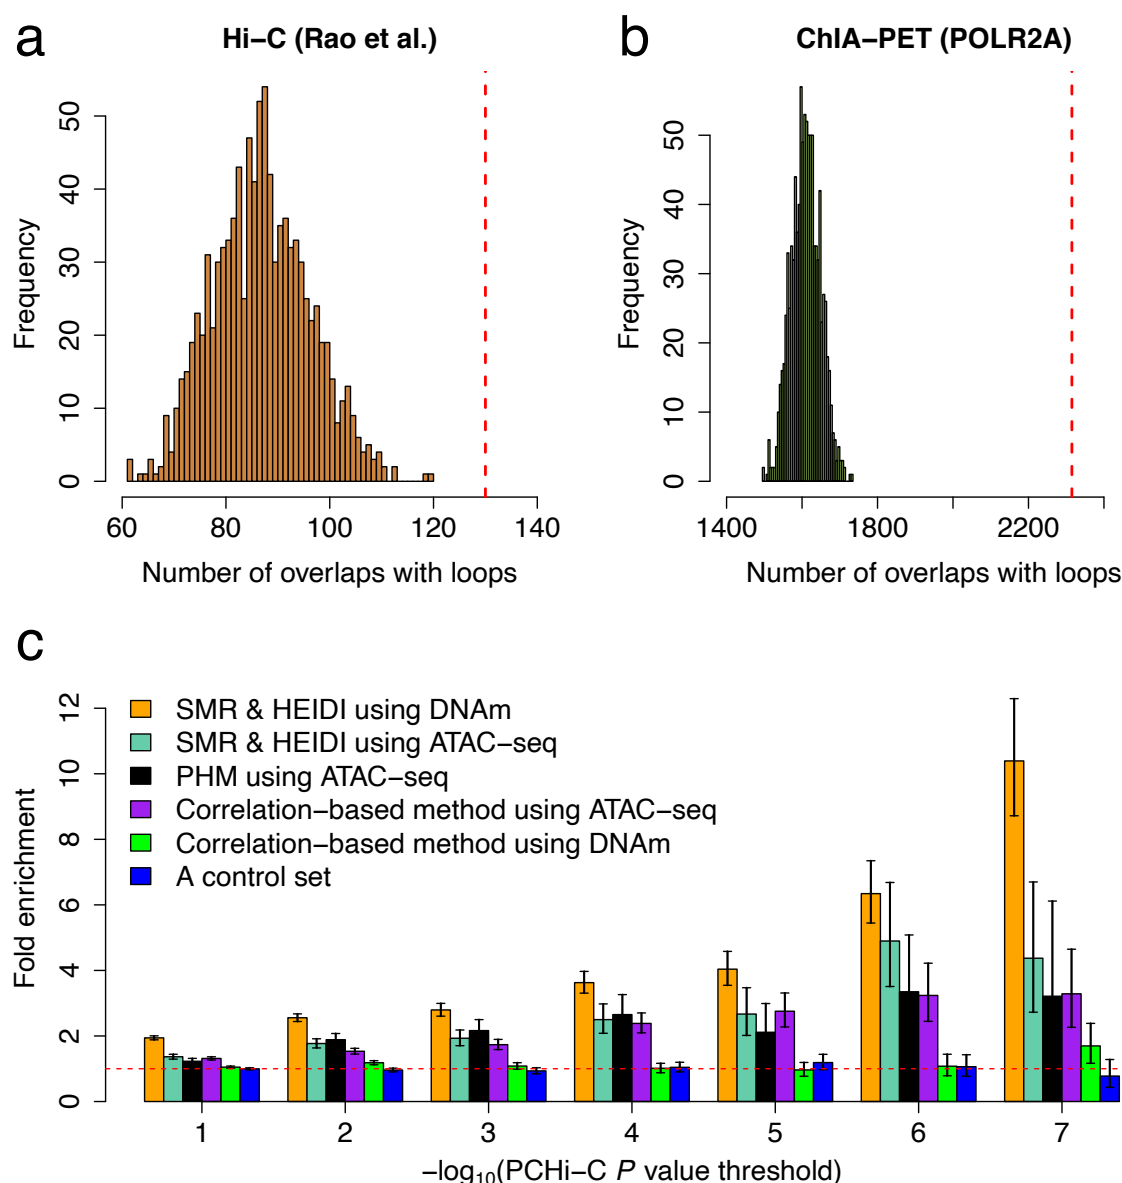 a
Hi−C (Rao et al.)
Frequency
0
10
20
30
40
50
60
80
100
120
140
Number of overlaps with loops
b
ChIA−PET (POLR2A)
Frequency
0
10
20
30
40
50
1400
1600
1800
2200
Number of overlaps with loops
c
Fold enrichment
0
2
4
6
8
10
12
SMR & HEIDI using DNAm
SMR & HEIDI using ATAC−seq
PHM using ATAC−seq
Correlation−based method using ATAC−seq
Correlation−based method using DNAm
A control set
1
2
3
4
5
6
7
−log₁₀(PCHi−C P value threshold)